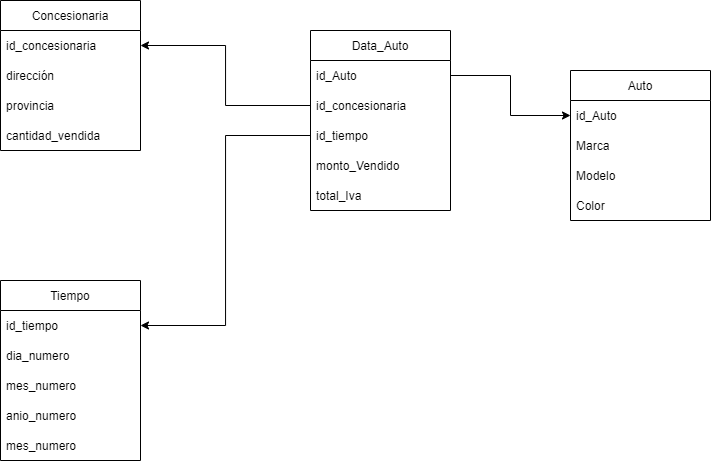 Concesionaria
id_concesionaria
dirección
provincia
cantidad_vendida
Data_Auto
id_Auto
id_concesionaria
id_tiempo
monto_Vendido
total_Iva
Auto
id_Auto
Marca
Modelo
Color
Tiempo
id_tiempo
dia_numero
mes_numero
anio_numero
mes_numero